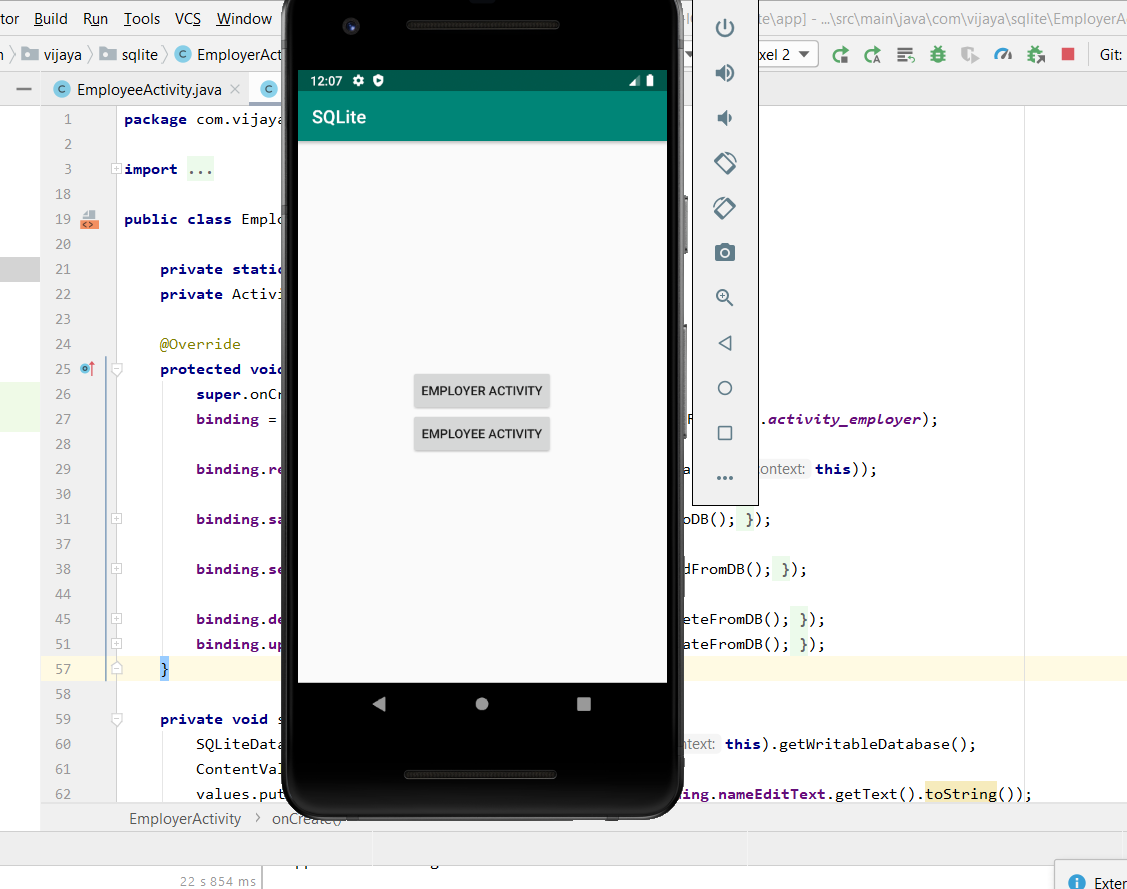 tor Build Run Tools VCS Window te\app] - ...\src\main\java\com\vijaya\sqlite\EmployerA
vijaya sqlite EmployerActi xel 2 Git:
EmployeeActivity.java
12:07
SQLite
1 package com.vijaya
2
3 import ...
18
19 public class Emplo
20
21 private static
22 private Activi
23
24 @Override
25 protected void
26 super.onCr
27 binding = .activity_employer);
28
29 binding.re context: this));
30
31 binding.sa oDB(); });
37
38 binding.se dFromDB(); });
44
45 binding.de eteFromDB(); });
51 binding.up ateFromDB(); });
57 }
58
59 private void s
60 SQLiteData ntext: this).getWritableDatabase();
61 ContentVal
62 values.put ing.nameEditText.getText().toString());
EMPLOYER ACTIVITY
EMPLOYEE ACTIVITY
EmployerActivity onCreate()
22 s 854 ms
Exter